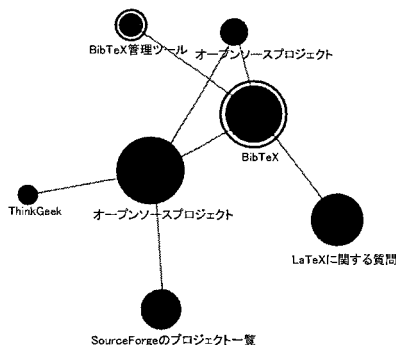 BibTeX管理ツール
オープンソースプロジェクト
BibTeX
ThinkGeek
オープンソースプロジェクト
LaTeXに関する質問
SourceForgeのプロジェクト一覧